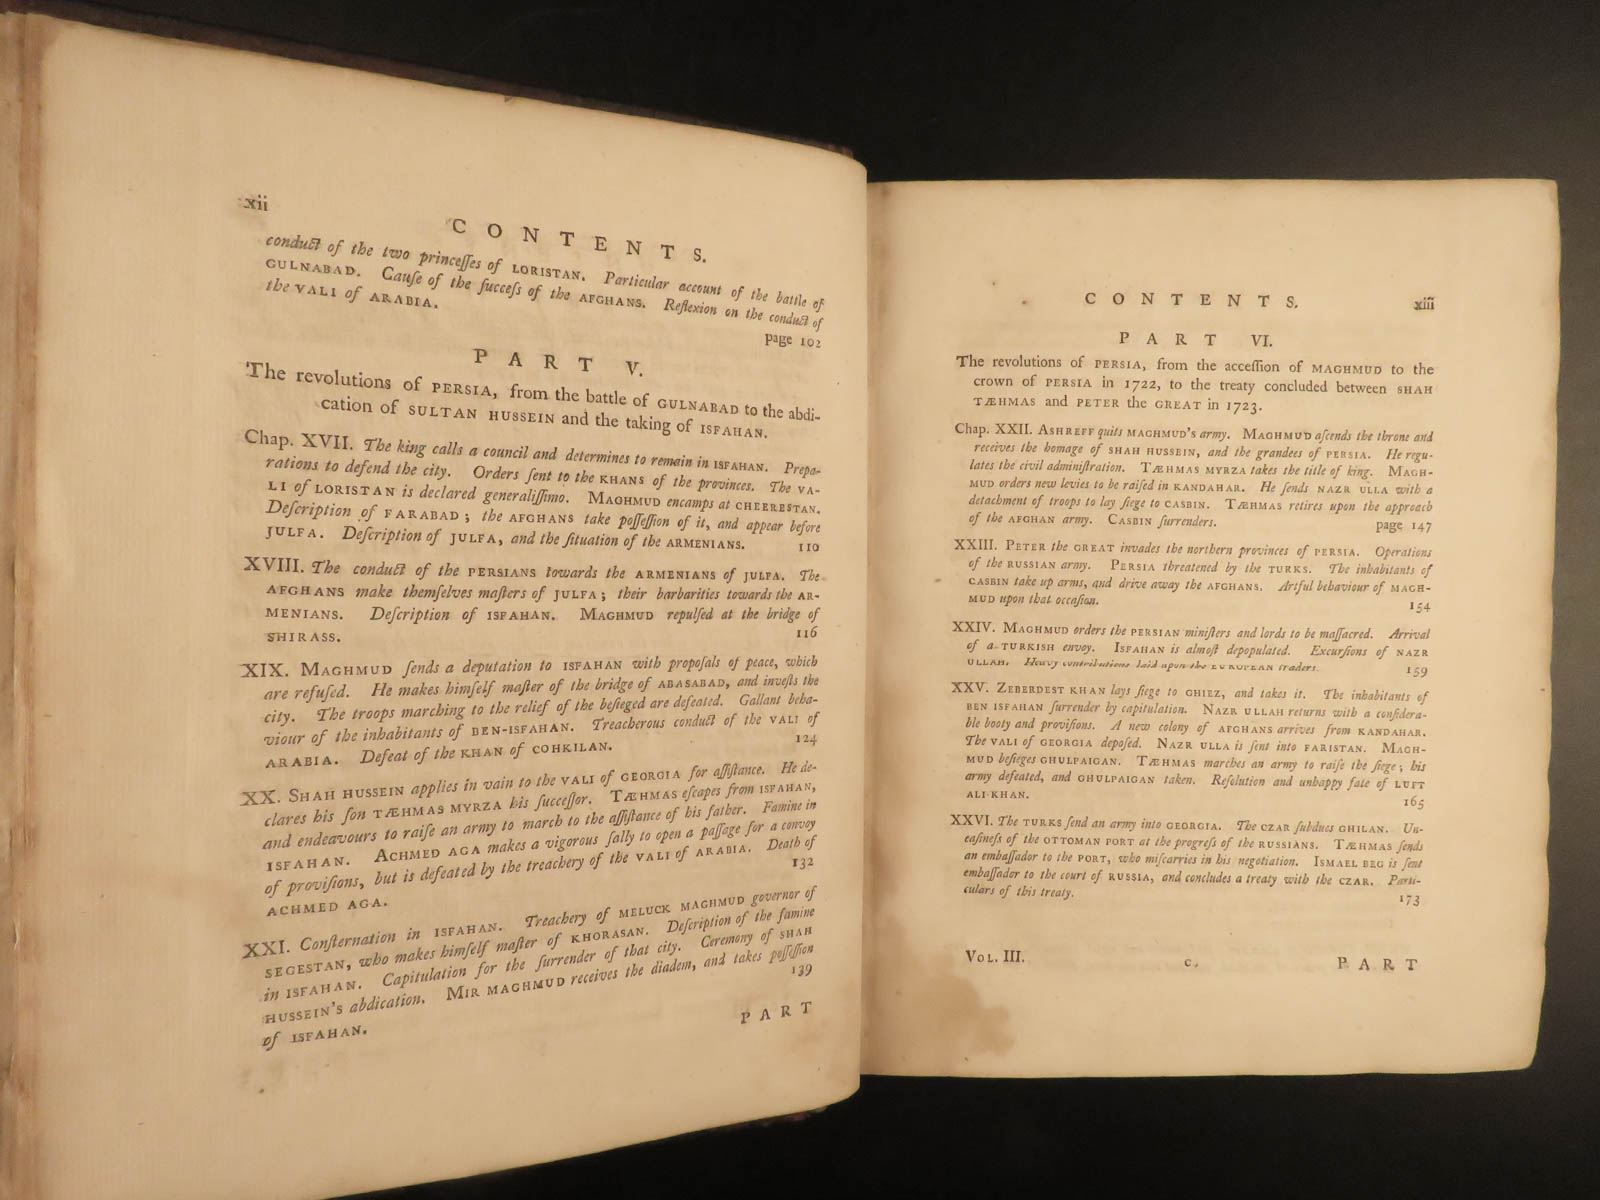 xii
CONTENTS.
conduct of the two princesses of LORISTAN. Particular account of the battle of
GULNABAD. Cause of the success of the AFGHANS. Reflexion on the conduct of
the VALI of ARABIA.
page 102
PART V.
The revolutions of PERSIA, from the battle of GULNABAD to the abdi-
cation of SULTAN HUSSEIN and the taking of ISFAHAN.
Chap. XVII. The king calls a council and determines to remain in ISFAHAN. Prepa-
rations to defend the city. Orders sent to the KHANS of the provinces. The VA-
LI of LORISTAN is declared generalissimo. MAGHMUD encamps at CHEERESTAN.
Description of FARABAD; the AFGHANS take possession of it, and appear before
JULFA. Description of JULFA, and the situation of the ARMENIANS. 110
XVIII. The conduct of the PERSIANS towards the ARMENIANS of JULFA. The
AFGHANS make themselves masters of JULFA; their barbarities towards the AR-
MENIANS. Description of ISFAHAN. MAGHMUD repulsed at the bridge of
SHIRASS. 116
XIX. MAGHMUD sends a deputation to ISFAHAN with proposals of peace, which
are refused. He makes himself master of the bridge of ABASABAD, and invests the
city. The troops marching to the relief of the besieged are defeated. Gallant beha-
viour of the inhabitants of BEN-ISFAHAN. Treacherous conduct of the VALI of
ARABIA. Defeat of the KHAN of COHKILAN. 124
XX. SHAH HUSSEIN applies in vain to the VALI of GEORGIA for assistance. He de-
clares his son TÆHMAS MYRZA his successor. TÆHMAS escapes from ISFAHAN,
and endeavours to raise an army to march to the assistance of his father. Famine in
ISFAHAN. ACHMED AGA makes a vigorous sally to open a passage for a convoy
of provisions, but is defeated by the treachery of the VALI of ARABIA. Death of
ACHMED AGA. 132
XXI. Consternation in ISFAHAN. Treachery of MELUCK MAGHMUD governor of
SEGESTAN, who makes himself master of KHORASAN. Description of the famine
in ISFAHAN. Capitulation for the surrender of that city. Ceremony of SHAH
HUSSEIN'S abdication. MIR MAGHMUD receives the diadem, and takes possession
of ISFAHAN. 139
PART
CONTENTS. xiii
PART VI.
The revolutions of PERSIA, from the accession of MAGHMUD to the
crown of PERSIA in 1722, to the treaty concluded between SHAH
TÆHMAS and PETER the GREAT in 1723.
Chap. XXII. ASHREFF quits MAGHMUD'S army. MAGHMUD ascends the throne and
receives the homage of SHAH HUSSEIN, and the grandees of PERSIA. He regu-
lates the civil administration. TÆHMAS MYRZA takes the title of king. MAGH-
MUD orders new levies to be raised in KANDAHAR. He sends NAZR ULLA with a
detachment of troops to lay siege to CASBIN. TÆHMAS retires upon the approach
of the AFGHAN army. CASBIN surrenders. page 147
XXIII. PETER the GREAT invades the northern provinces of PERSIA. Operations
of the RUSSIAN army. PERSIA threatened by the TURKS. The inhabitants of
CASBIN take up arms, and drive away the AFGHANS. Artful behaviour of MAGH-
MUD upon that occasion. 154
XXIV. MAGHMUD orders the PERSIAN ministers and lords to be massacred. Arrival
of a TURKISH envoy. ISFAHAN is almost depopulated. Excursions of NAZR
ULLAH. Heavy contributions laid upon the EUROPEAN traders. 159
XXV. ZEBERDEST KHAN lays siege to GHIEZ, and takes it. The inhabitants of
BEN ISFAHAN surrender by capitulation. NAZR ULLAH returns with a considera-
ble booty and provisions. A new colony of AFGHANS arrives from KANDAHAR.
The VALI of GEORGIA deposed. NAZR ULLA is sent into FARISTAN. MAGH-
MUD besieges GHULPAIGAN. TÆHMAS marches an army to raise the siege; his
army defeated, and GHULPAIGAN taken. Resolution and unhappy fate of LUFT
ALI KHAN. 165
XXVI. The TURKS send an army into GEORGIA. The CZAR subdues GHILAN. Un-
easiness of the OTTOMAN PORT at the progress of the RUSSIANS. TÆHMAS sends
an embassador to the PORT, who miscarries in his negotiation. ISMAEL BEG is sent
embassador to the court of RUSSIA, and concludes a treaty with the CZAR. Parti-
culars of this treaty. 173
VOL. III. c. PART